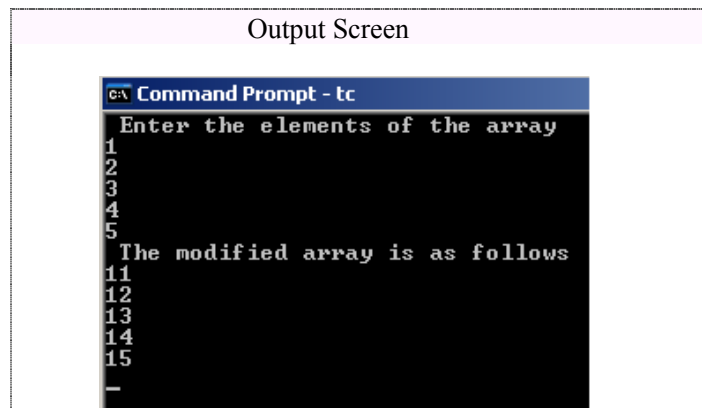 Output Screen
C:\ Command Prompt - tc
Enter the elements of the array
1
2
3
4
5
The modified array is as follows
11
12
13
14
15
_